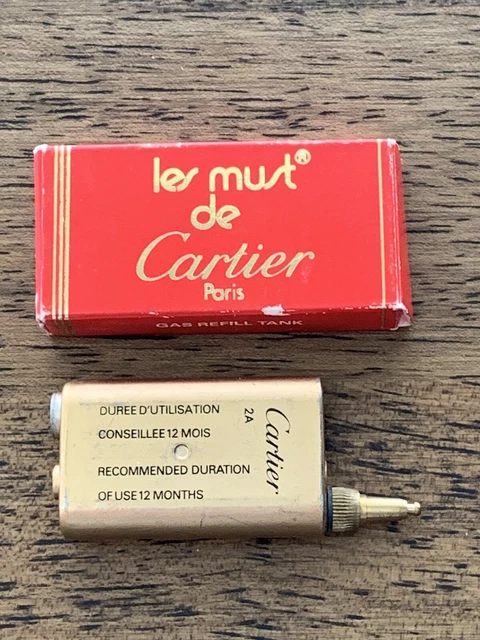 les must®
de
Cartier
Paris
GAS REFILL TANK
DUREE D'UTILISATION
CONSEILLEE 12 MOIS
RECOMMENDED DURATION
OF USE 12 MONTHS
2A
Cartier